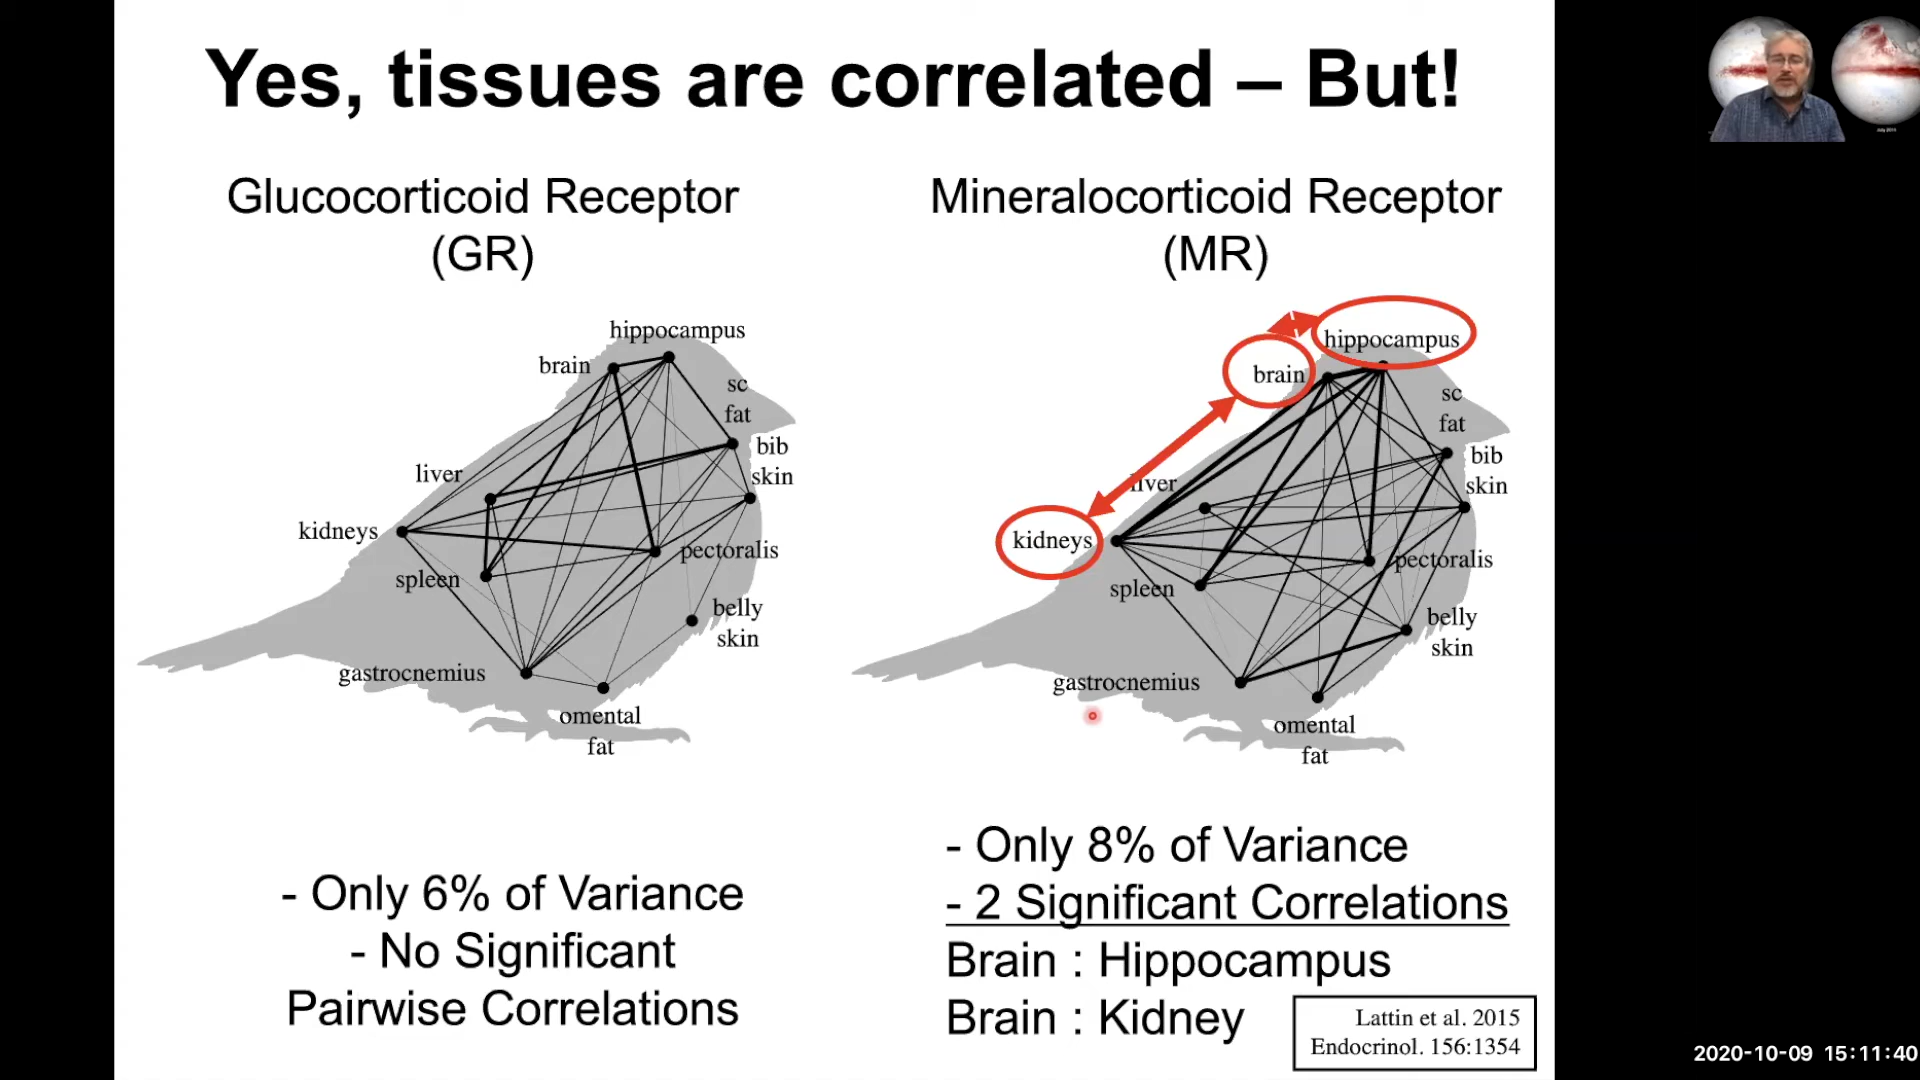 Yes, tissues are correlated – But!
Glucocorticoid Receptor
(GR)
hippocampus
brain
sc
fat
bib
skin
liver
kidneys
pectoralis
spleen
belly
skin
gastrocnemius
omental
fat
- Only 6% of Variance
- No Significant
Pairwise Correlations
Mineralocorticoid Receptor
(MR)
hippocampus
brain
sc
fat
bib
skin
liver
kidneys
pectoralis
spleen
belly
skin
gastrocnemius
omental
fat
- Only 8% of Variance
- 2 Significant Correlations
Brain : Hippocampus
Brain : Kidney
Lattin et al. 2015
Endocrinol. 156:1354
2020-10-09 15:11:40